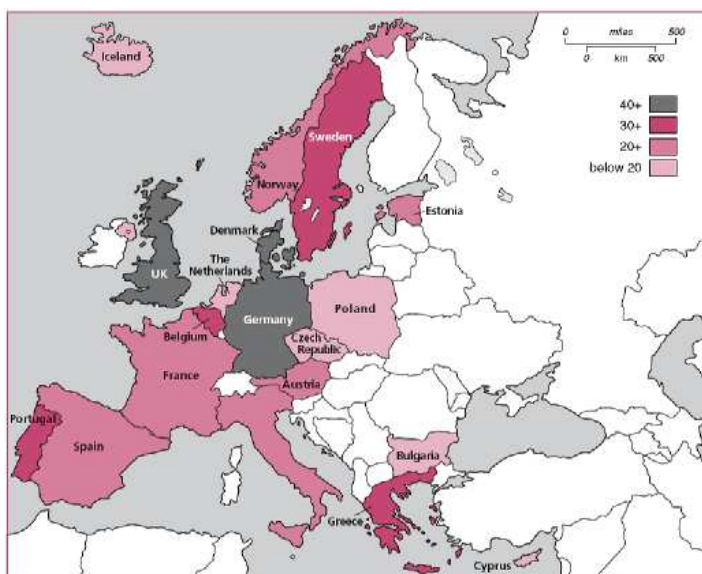 0 miles 500
0 km 500
40+
30+
20+
below 20
Iceland
Sweden
Norway
Estonia
Denmark
The
Netherlands
UK
Germany
Poland
Belgium
Czech
Republic
France
Austria
Portugal
Spain
Bulgaria
Greece
Cyprus